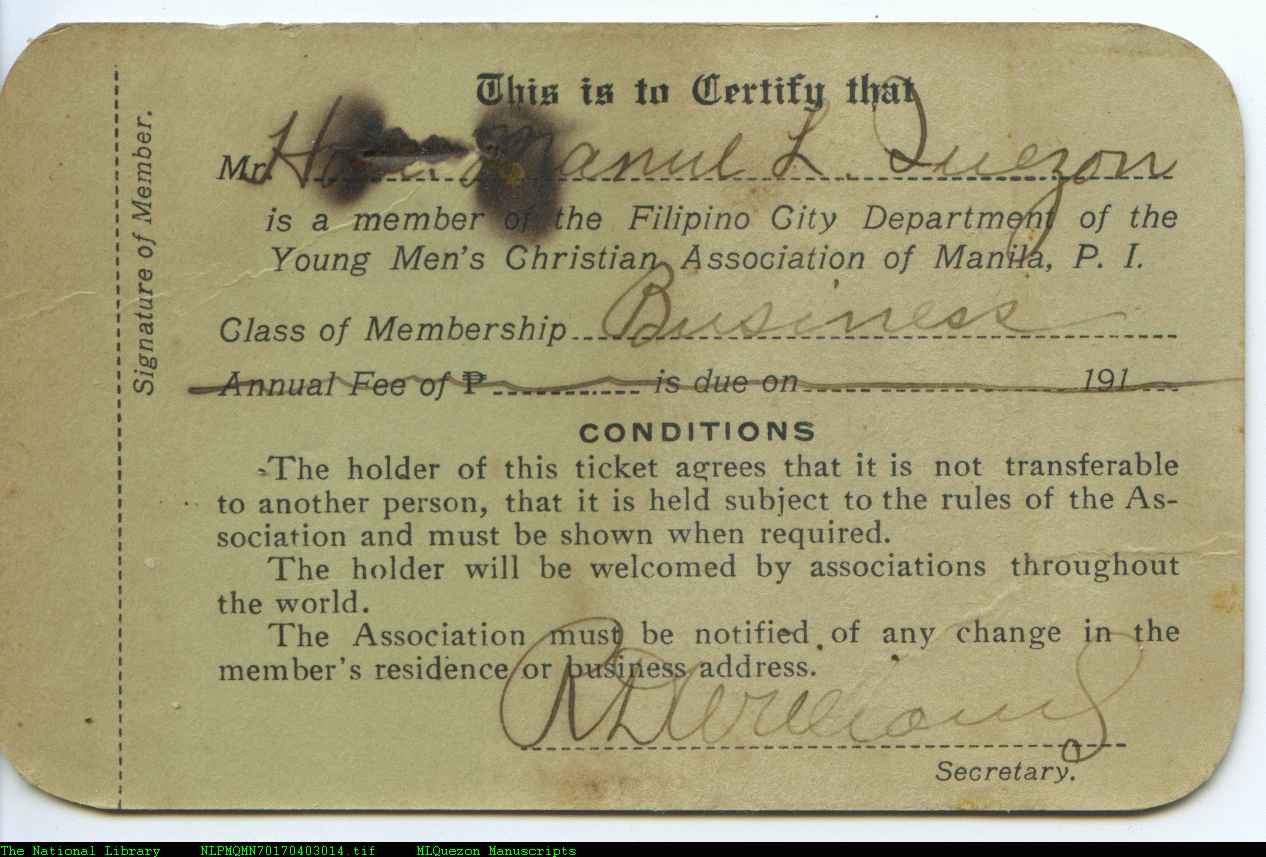 Signature of Member.
This is to Certify that
Mr. Hon. Manuel L. Quezon
is a member of the Filipino City Department of the
Young Men's Christian Association of Manila, P. I.
Class of Membership Business
Annual Fee of ₱ is due on 191
CONDITIONS
The holder of this ticket agrees that it is not transferable
to another person, that it is held subject to the rules of the As-
sociation and must be shown when required.
The holder will be welcomed by associations throughout
the world.
The Association must be notified of any change in the
member's residence or business address.
Williams
Secretary.
The National Library NLPMQMN70170403014.tif MLQuezon Manuscripts